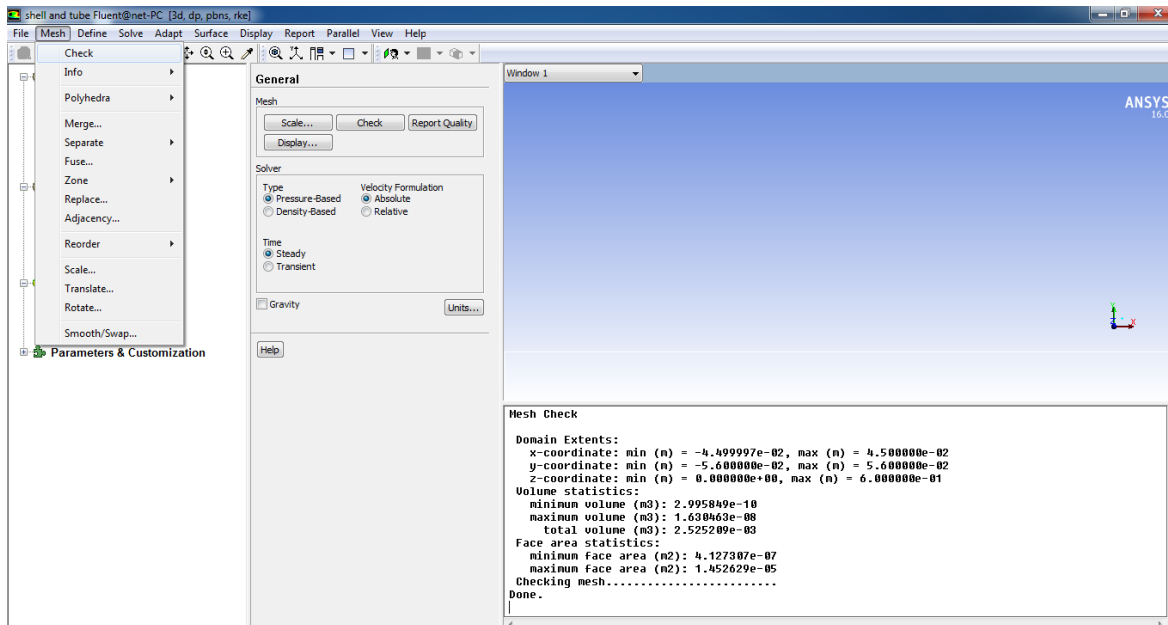 shell and tube Fluent@net-PC [3d, dp, pbns, rke]
File Mesh Define Solve Adapt Surface Display Report Parallel View Help
Check
Info
Polyhedra
Merge...
Separate
Fuse...
Zone
Replace...
Adjacency...
Reorder
Scale...
Translate...
Rotate...
Smooth/Swap...
Parameters & Customization
General
Mesh
Scale... Check Report Quality
Display...
Solver
Type Velocity Formulation
Pressure-Based Absolute
Density-Based Relative
Time
Steady
Transient
Gravity Units...
Help
Window 1
ANSYS
16.0
Y
Z X
Mesh Check
Domain Extents:
x-coordinate: min (m) = -4.499997e-02, max (m) = 4.500000e-02
y-coordinate: min (m) = -5.600000e-02, max (m) = 5.600000e-02
z-coordinate: min (m) = 0.000000e+00, max (m) = 6.000000e-01
Volume statistics:
minimum volume (m3): 2.995849e-10
maximum volume (m3): 1.630463e-08
total volume (m3): 2.525209e-03
Face area statistics:
minimum face area (m2): 4.127307e-07
maximum face area (m2): 1.452629e-05
Checking mesh.........................
Done.